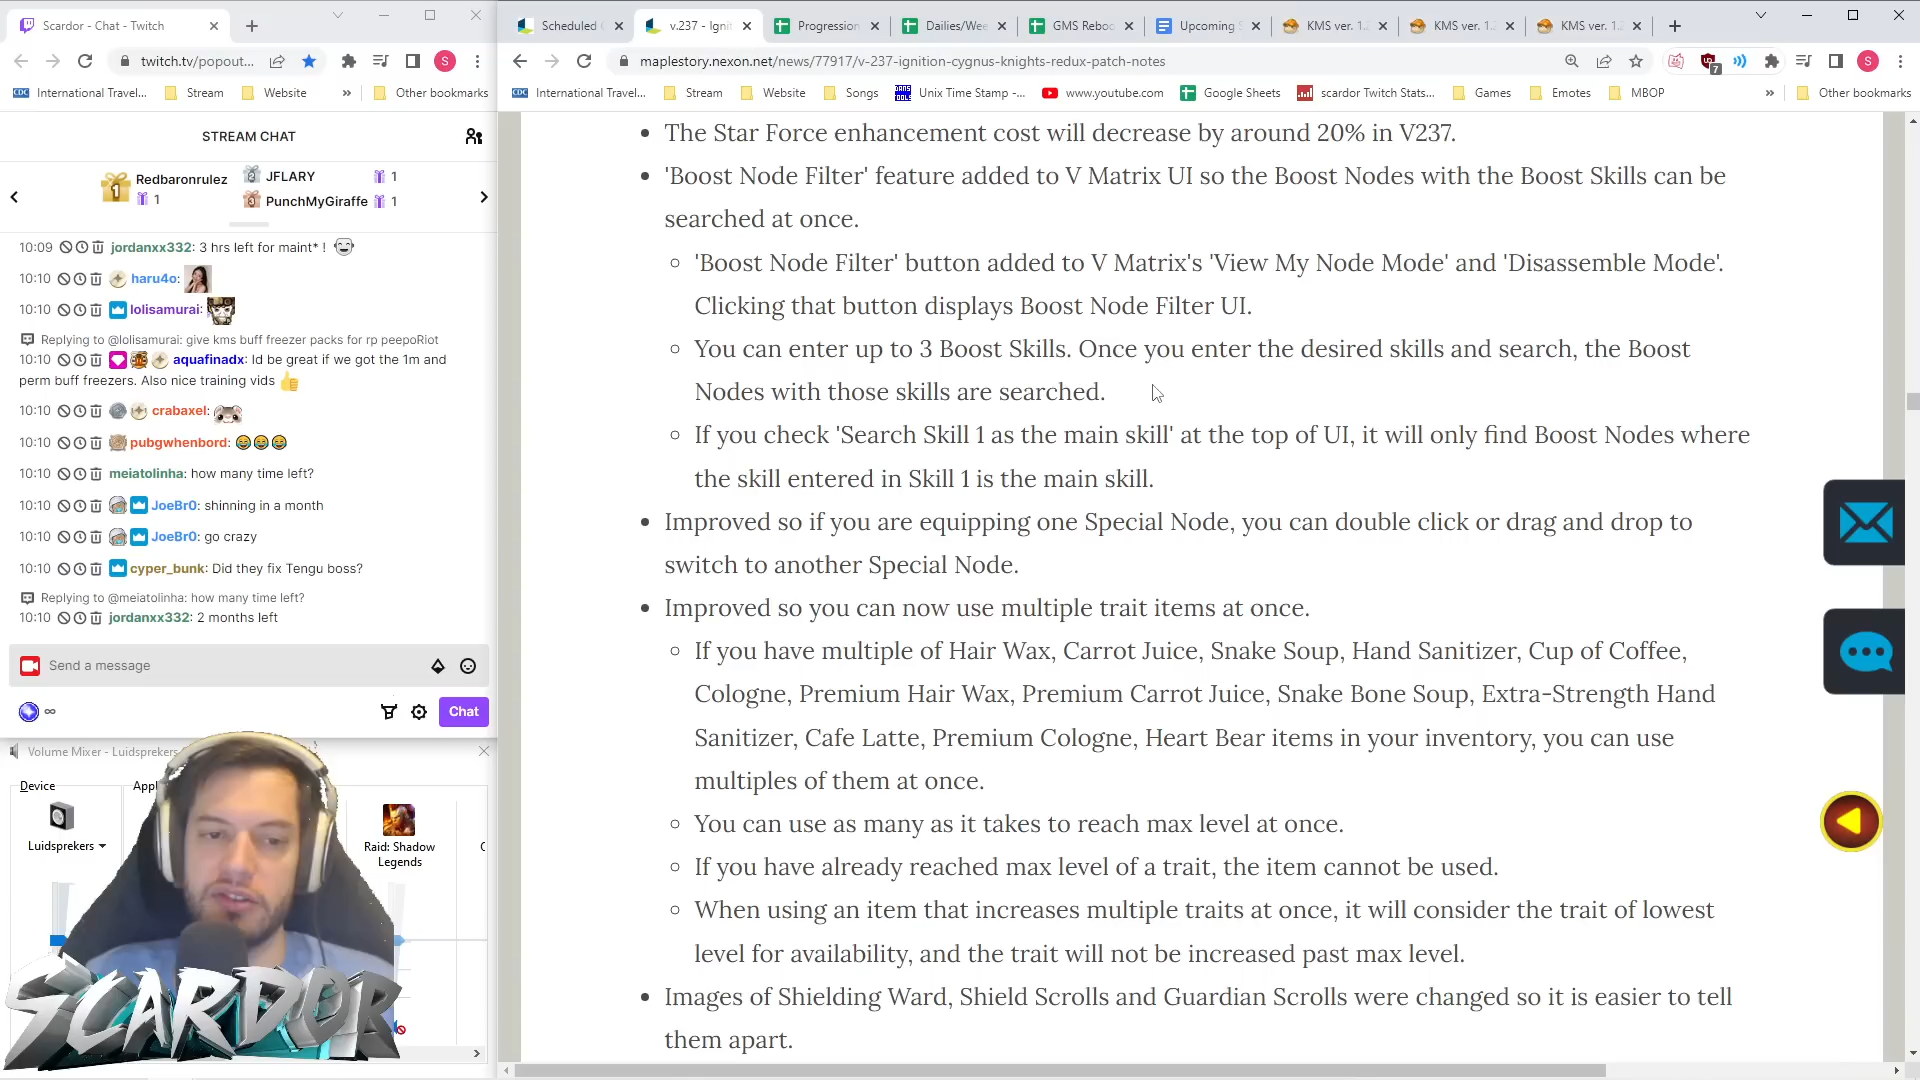 Scardor - Chat - Twitch
twitch.tv/popout...
International Travel...
Stream
Website
Other bookmarks
STREAM CHAT
Redbaronrulez
1
1
JFLARY
1
PunchMyGiraffe
1
10:09 jordanxx332: 3 hrs left for maint* !
10:10 haru4o:
10:10 lolisamurai:
Replying to @lolisamurai: give kms buff freezer packs for rp peepoRiot
10:10 aquafinadx: Id be great if we got the 1m and
perm buff freezers. Also nice training vids
10:10 crabaxel:
10:10 pubgwhenbord:
10:10 meiatolinha: how many time left?
10:10 JoeBr0: shinning in a month
10:10 JoeBr0: go crazy
10:10 cyper_bunk: Did they fix Tengu boss?
Replying to @meiatolinha: how many time left?
10:10 jordanxx332: 2 months left
Send a message
∞
Chat
Volume Mixer - Luidsprekers
Device
Appl
Luidsprekers
Raid: Shadow
Legends
SCARDOR
Scheduled
v.237 - Ignit
Progression
Dailies/Wee
GMS Reboo
Upcoming S
KMS ver. 1.2
KMS ver. 1.2
KMS ver. 1.2
maplestory.nexon.net/news/77917/v-237-ignition-cygnus-knights-redux-patch-notes
7
S
International Travel...
Stream
Website
Songs
Unix Time Stamp -...
www.youtube.com
Google Sheets
scardor Twitch Stats...
Games
Emotes
MBOP
Other bookmarks
• The Star Force enhancement cost will decrease by around 20% in V237.
• 'Boost Node Filter' feature added to V Matrix UI so the Boost Nodes with the Boost Skills can be
searched at once.
○ 'Boost Node Filter' button added to V Matrix's 'View My Node Mode' and 'Disassemble Mode'.
Clicking that button displays Boost Node Filter UI.
○ You can enter up to 3 Boost Skills. Once you enter the desired skills and search, the Boost
Nodes with those skills are searched.
○ If you check 'Search Skill 1 as the main skill' at the top of UI, it will only find Boost Nodes where
the skill entered in Skill 1 is the main skill.
• Improved so if you are equipping one Special Node, you can double click or drag and drop to
switch to another Special Node.
• Improved so you can now use multiple trait items at once.
○ If you have multiple of Hair Wax, Carrot Juice, Snake Soup, Hand Sanitizer, Cup of Coffee,
Cologne, Premium Hair Wax, Premium Carrot Juice, Snake Bone Soup, Extra-Strength Hand
Sanitizer, Cafe Latte, Premium Cologne, Heart Bear items in your inventory, you can use
multiples of them at once.
○ You can use as many as it takes to reach max level at once.
○ If you have already reached max level of a trait, the item cannot be used.
○ When using an item that increases multiple traits at once, it will consider the trait of lowest
level for availability, and the trait will not be increased past max level.
• Images of Shielding Ward, Shield Scrolls and Guardian Scrolls were changed so it is easier to tell
them apart.